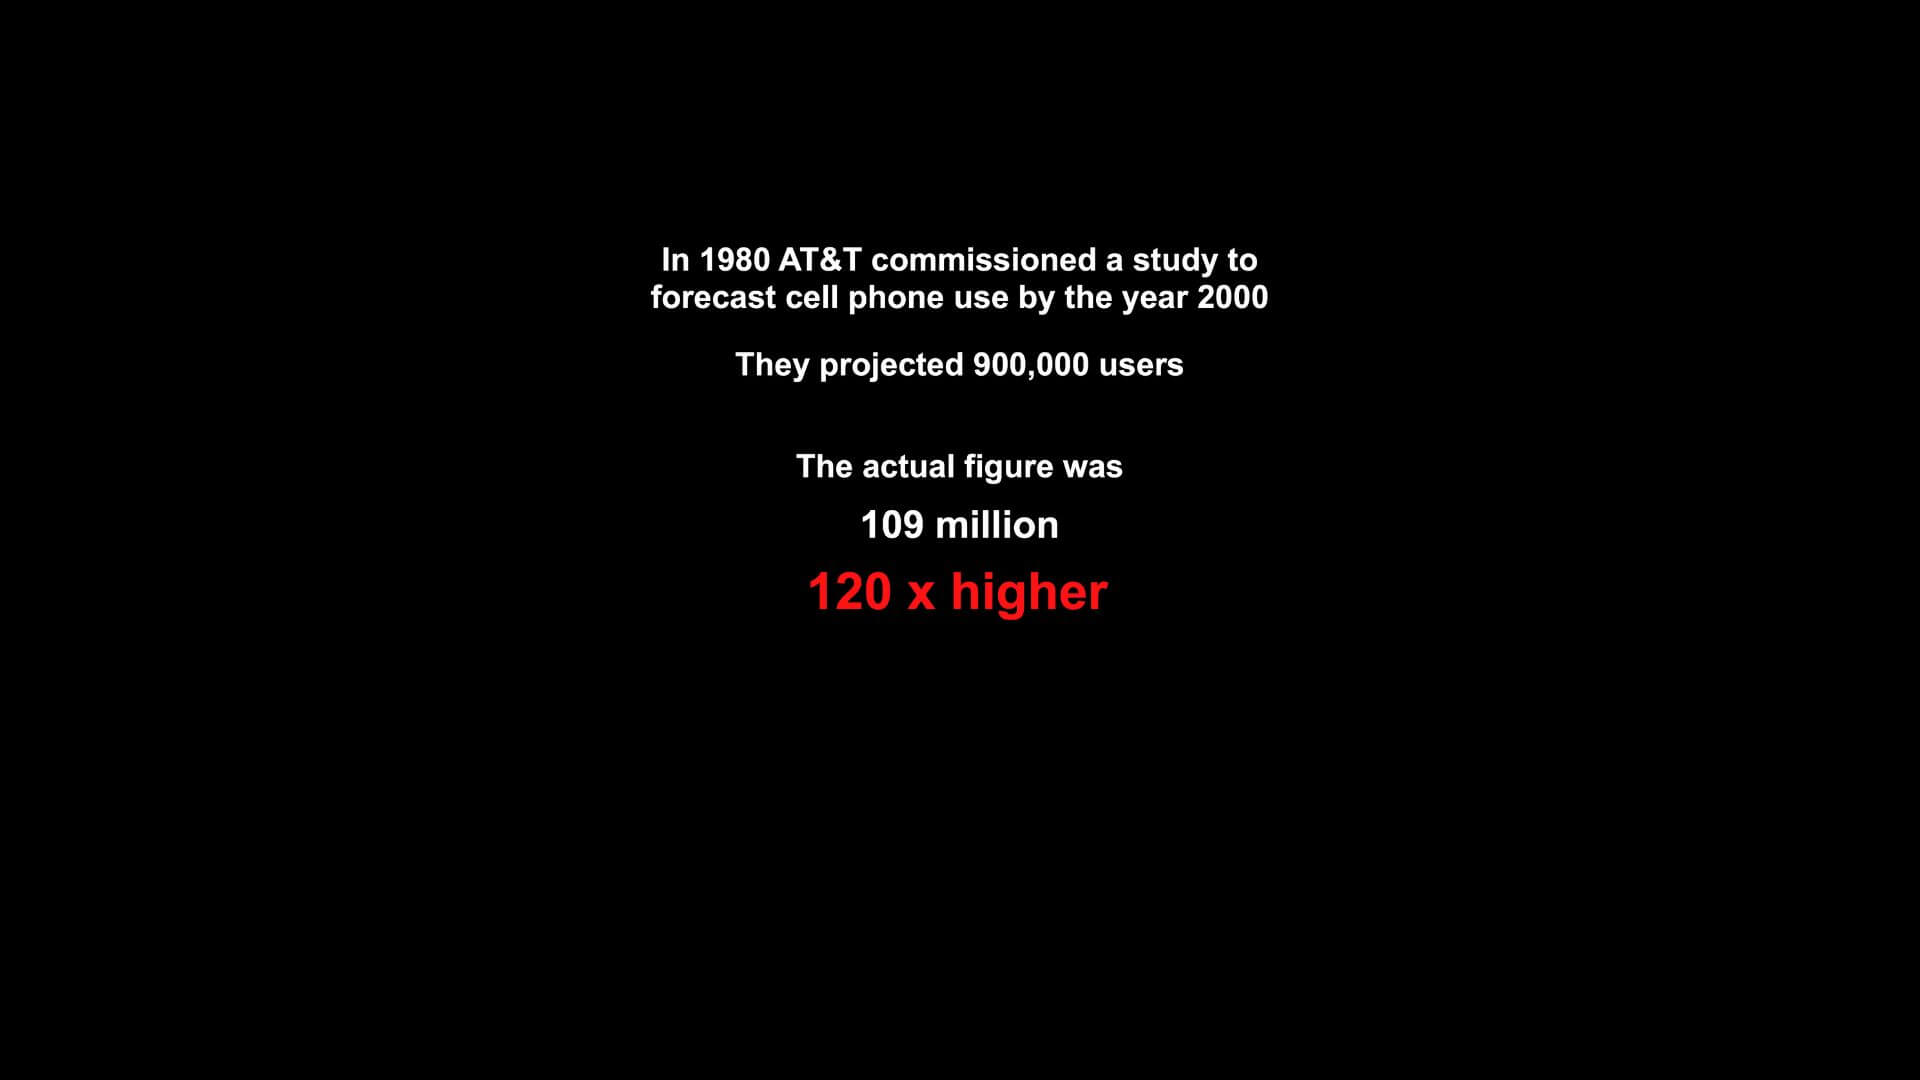 In 1980 AT&T commissioned a study to
forecast cell phone use by the year 2000
They projected 900,000 users
The actual figure was
109 million
120 x higher